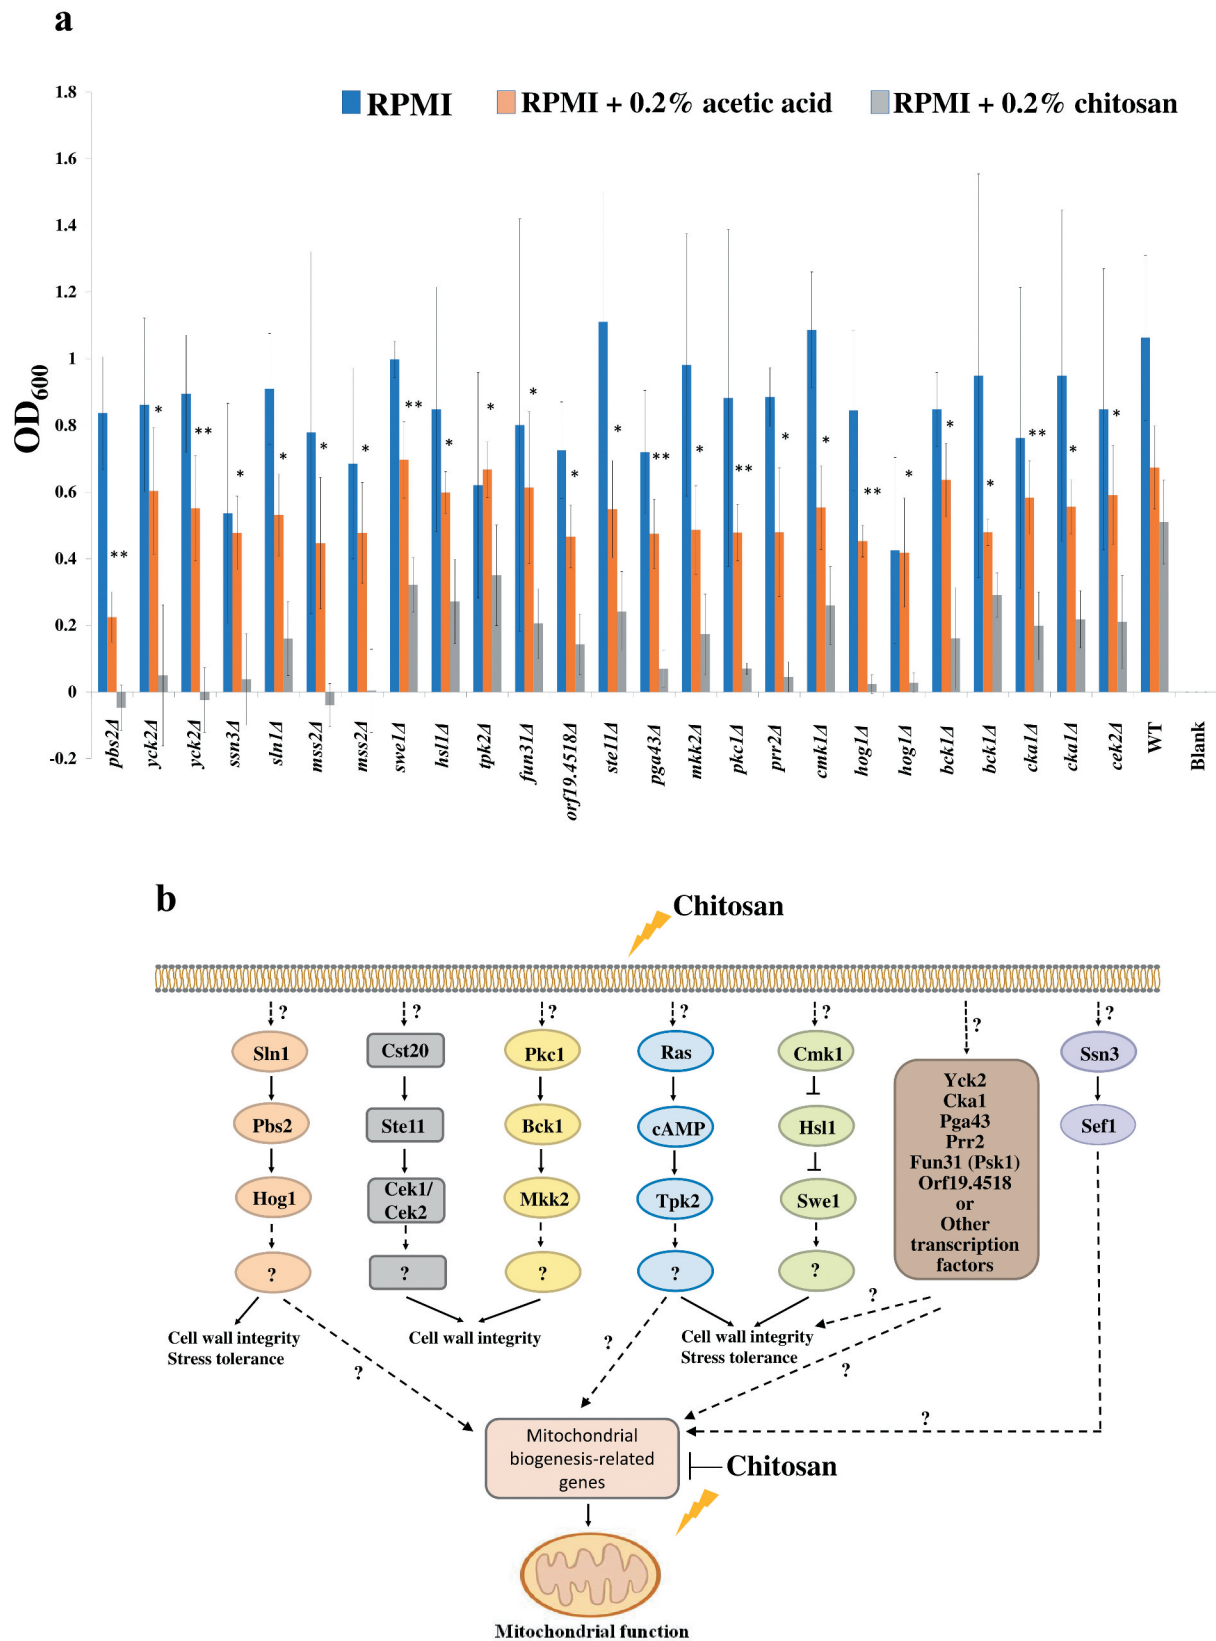 a
RPMI
RPMI + 0.2% acetic acid
RPMI + 0.2% chitosan
1.8
1.6
1.4
1.2
1
0.8
0.6
0.4
0.2
0
-0.2
OD600
**
*
**
*
*
*
*
**
*
*
*
*
*
**
*
**
*
*
**
*
*
*
**
*
*
pbs2Δ
yck2Δ
yck2Δ
ssn3Δ
sln1Δ
mss2Δ
mss2Δ
swe1Δ
hsl1Δ
tpk2Δ
fun31Δ
orf19.4518Δ
ste11Δ
pga43Δ
mkk2Δ
pkc1Δ
prr2Δ
cmk1Δ
hog1Δ
hog1Δ
bck1Δ
bck1Δ
cka1Δ
cka1Δ
cek2Δ
WT
Blank
b
Chitosan
? ? ? ? ? ? ?
Sln1
Pbs2
Hog1
?
Cell wall integrity
Stress tolerance
Cst20
Ste11
Cek1/
Cek2
?
Pkc1
Bck1
Mkk2
?
Cell wall integrity
Ras
cAMP
Tpk2
?
Cmk1
Hsl1
Swe1
?
Cell wall integrity
Stress tolerance
Yck2
Cka1
Pga43
Prr2
Fun31 (Psk1)
Orf19.4518
or
Other
transcription
factors
Ssn3
Sef1
?
?
?
?
?
Mitochondrial
biogenesis-related
genes
Chitosan
Mitochondrial function